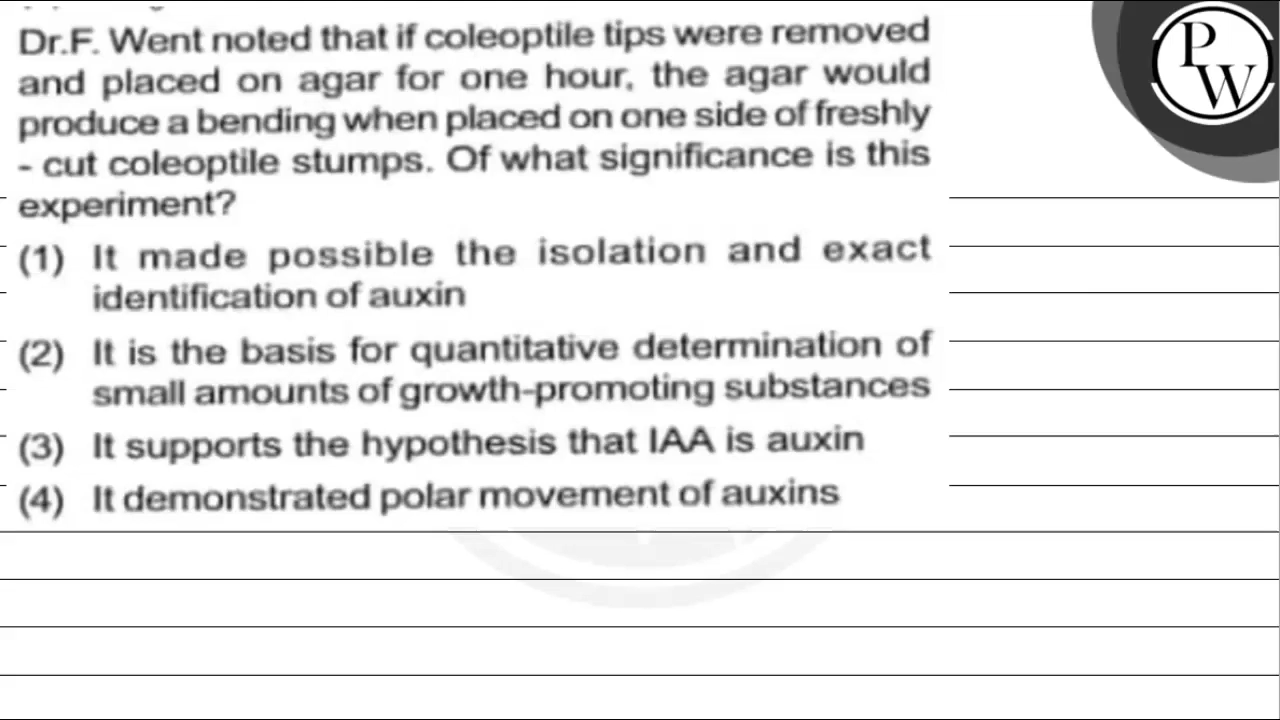 Dr.F. Went noted that if coleoptile tips were removed
and placed on agar for one hour, the agar would
produce a bending when placed on one side of freshly
- cut coleoptile stumps. Of what significance is this
experiment?
(1) It made possible the isolation and exact
identification of auxin
(2) It is the basis for quantitative determination of
small amounts of growth-promoting substances
(3) It supports the hypothesis that IAA is auxin
(4) It demonstrated polar movement of auxins
P
W